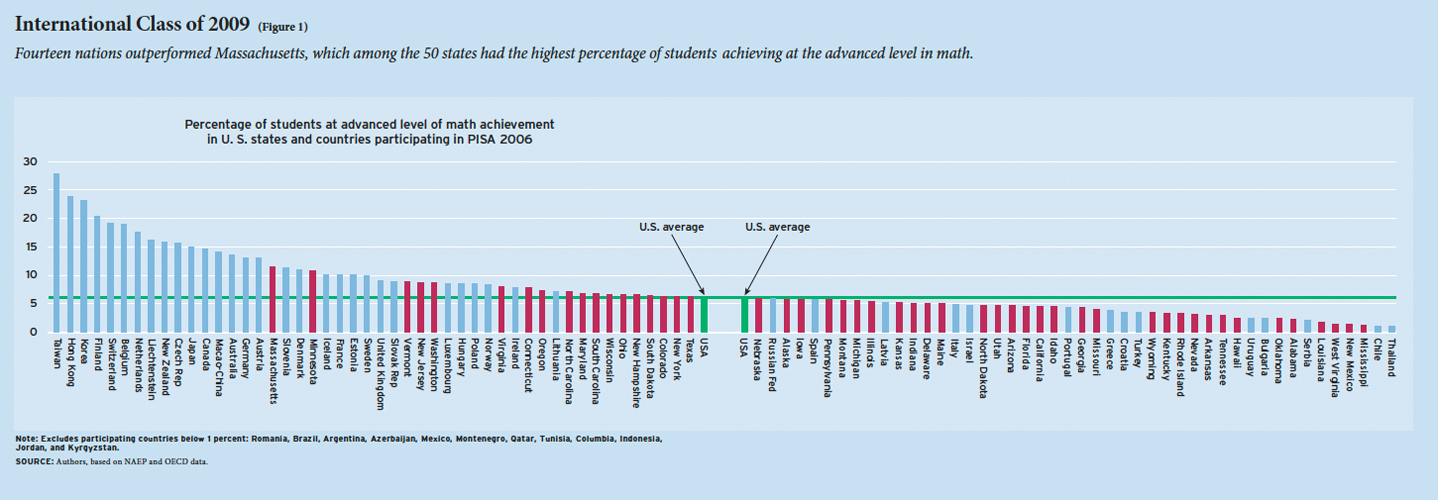 International Class of 2009 (Figure 1)
Fourteen nations outperformed Massachusetts, which among the 50 states had the highest percentage of students achieving at the advanced level in math.
Percentage of students at advanced level of math achievement
in U. S. states and countries participating in PISA 2006
30
25
20
15
10
5
0
U.S. average
U.S. average
Taiwan
Hong Kong
Korea
Finland
Switzerland
Belgium
Netherlands
Liechtenstein
New Zealand
Czech Rep
Japan
Canada
Macao-China
Australia
Germany
Austria
Massachusetts
Slovenia
Denmark
Minnesota
Iceland
France
Estonia
Sweden
United Kingdom
Slovak Rep
Vermont
New Jersey
Washington
Luxembourg
Hungary
Poland
Norway
Virginia
Ireland
Connecticut
Oregon
Lithuania
North Carolina
Maryland
South Carolina
Wisconsin
Ohio
New Hampshire
South Dakota
Colorado
New York
Texas
USA
USA
Nebraska
Russian Fed
Alaska
Iowa
Spain
Pennsylvania
Montana
Michigan
Illinois
Latvia
Kansas
Indiana
Delaware
Maine
Italy
Israel
North Dakota
Utah
Arizona
Florida
California
Idaho
Portugal
Georgia
Missouri
Greece
Croatia
Turkey
Wyoming
Kentucky
Rhode Island
Nevada
Arkansas
Tennessee
Hawaii
Uruguay
Bulgaria
Oklahoma
Alabama
Serbia
Louisiana
West Virginia
New Mexico
Mississippi
Chile
Thailand
Note: Excludes participating countries below 1 percent: Romania, Brazil, Argentina, Azerbaijan, Mexico, Montenegro, Qatar, Tunisia, Columbia, Indonesia,
Jordan, and Kyrgyzstan.
SOURCE: Authors, based on NAEP and OECD data.